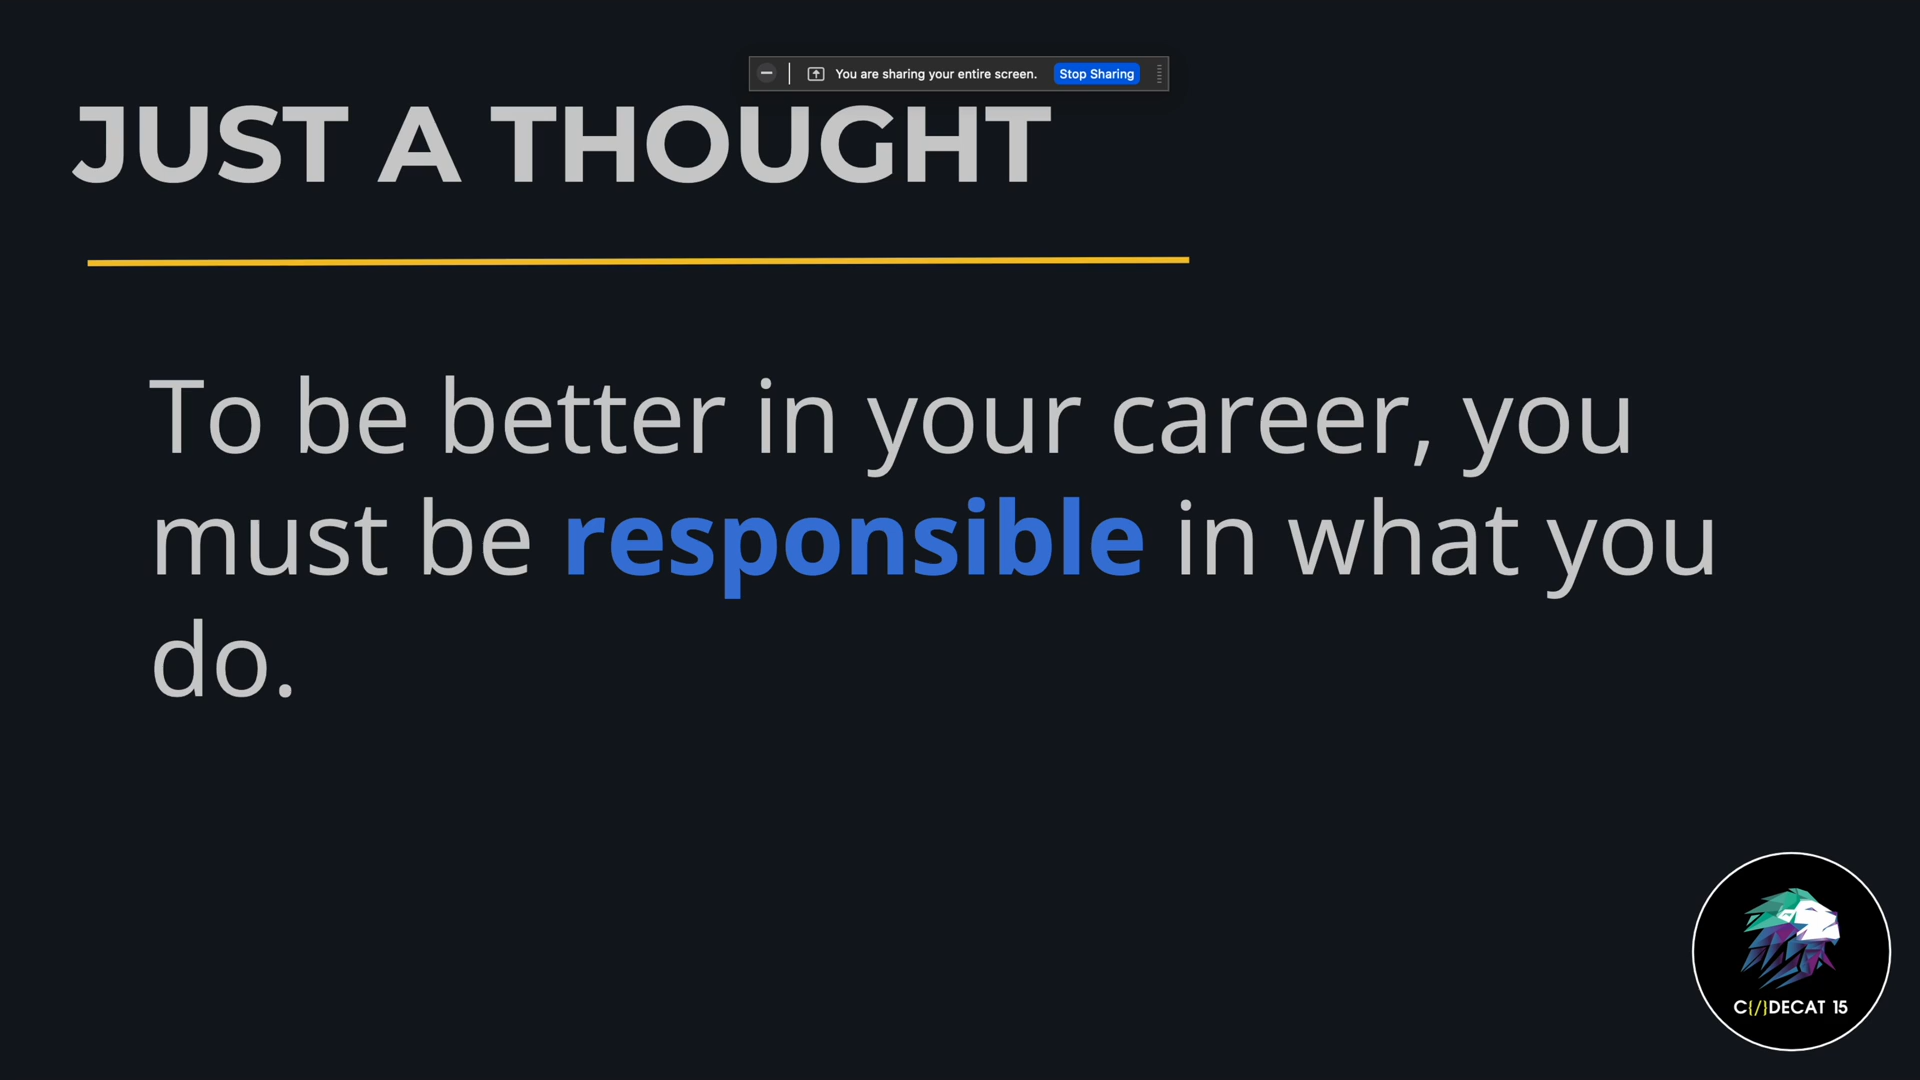 You are sharing your entire screen. Stop Sharing
JUST A THOUGHT
To be better in your career, you
must be responsible in what you
do.
C{/}DECAT 15